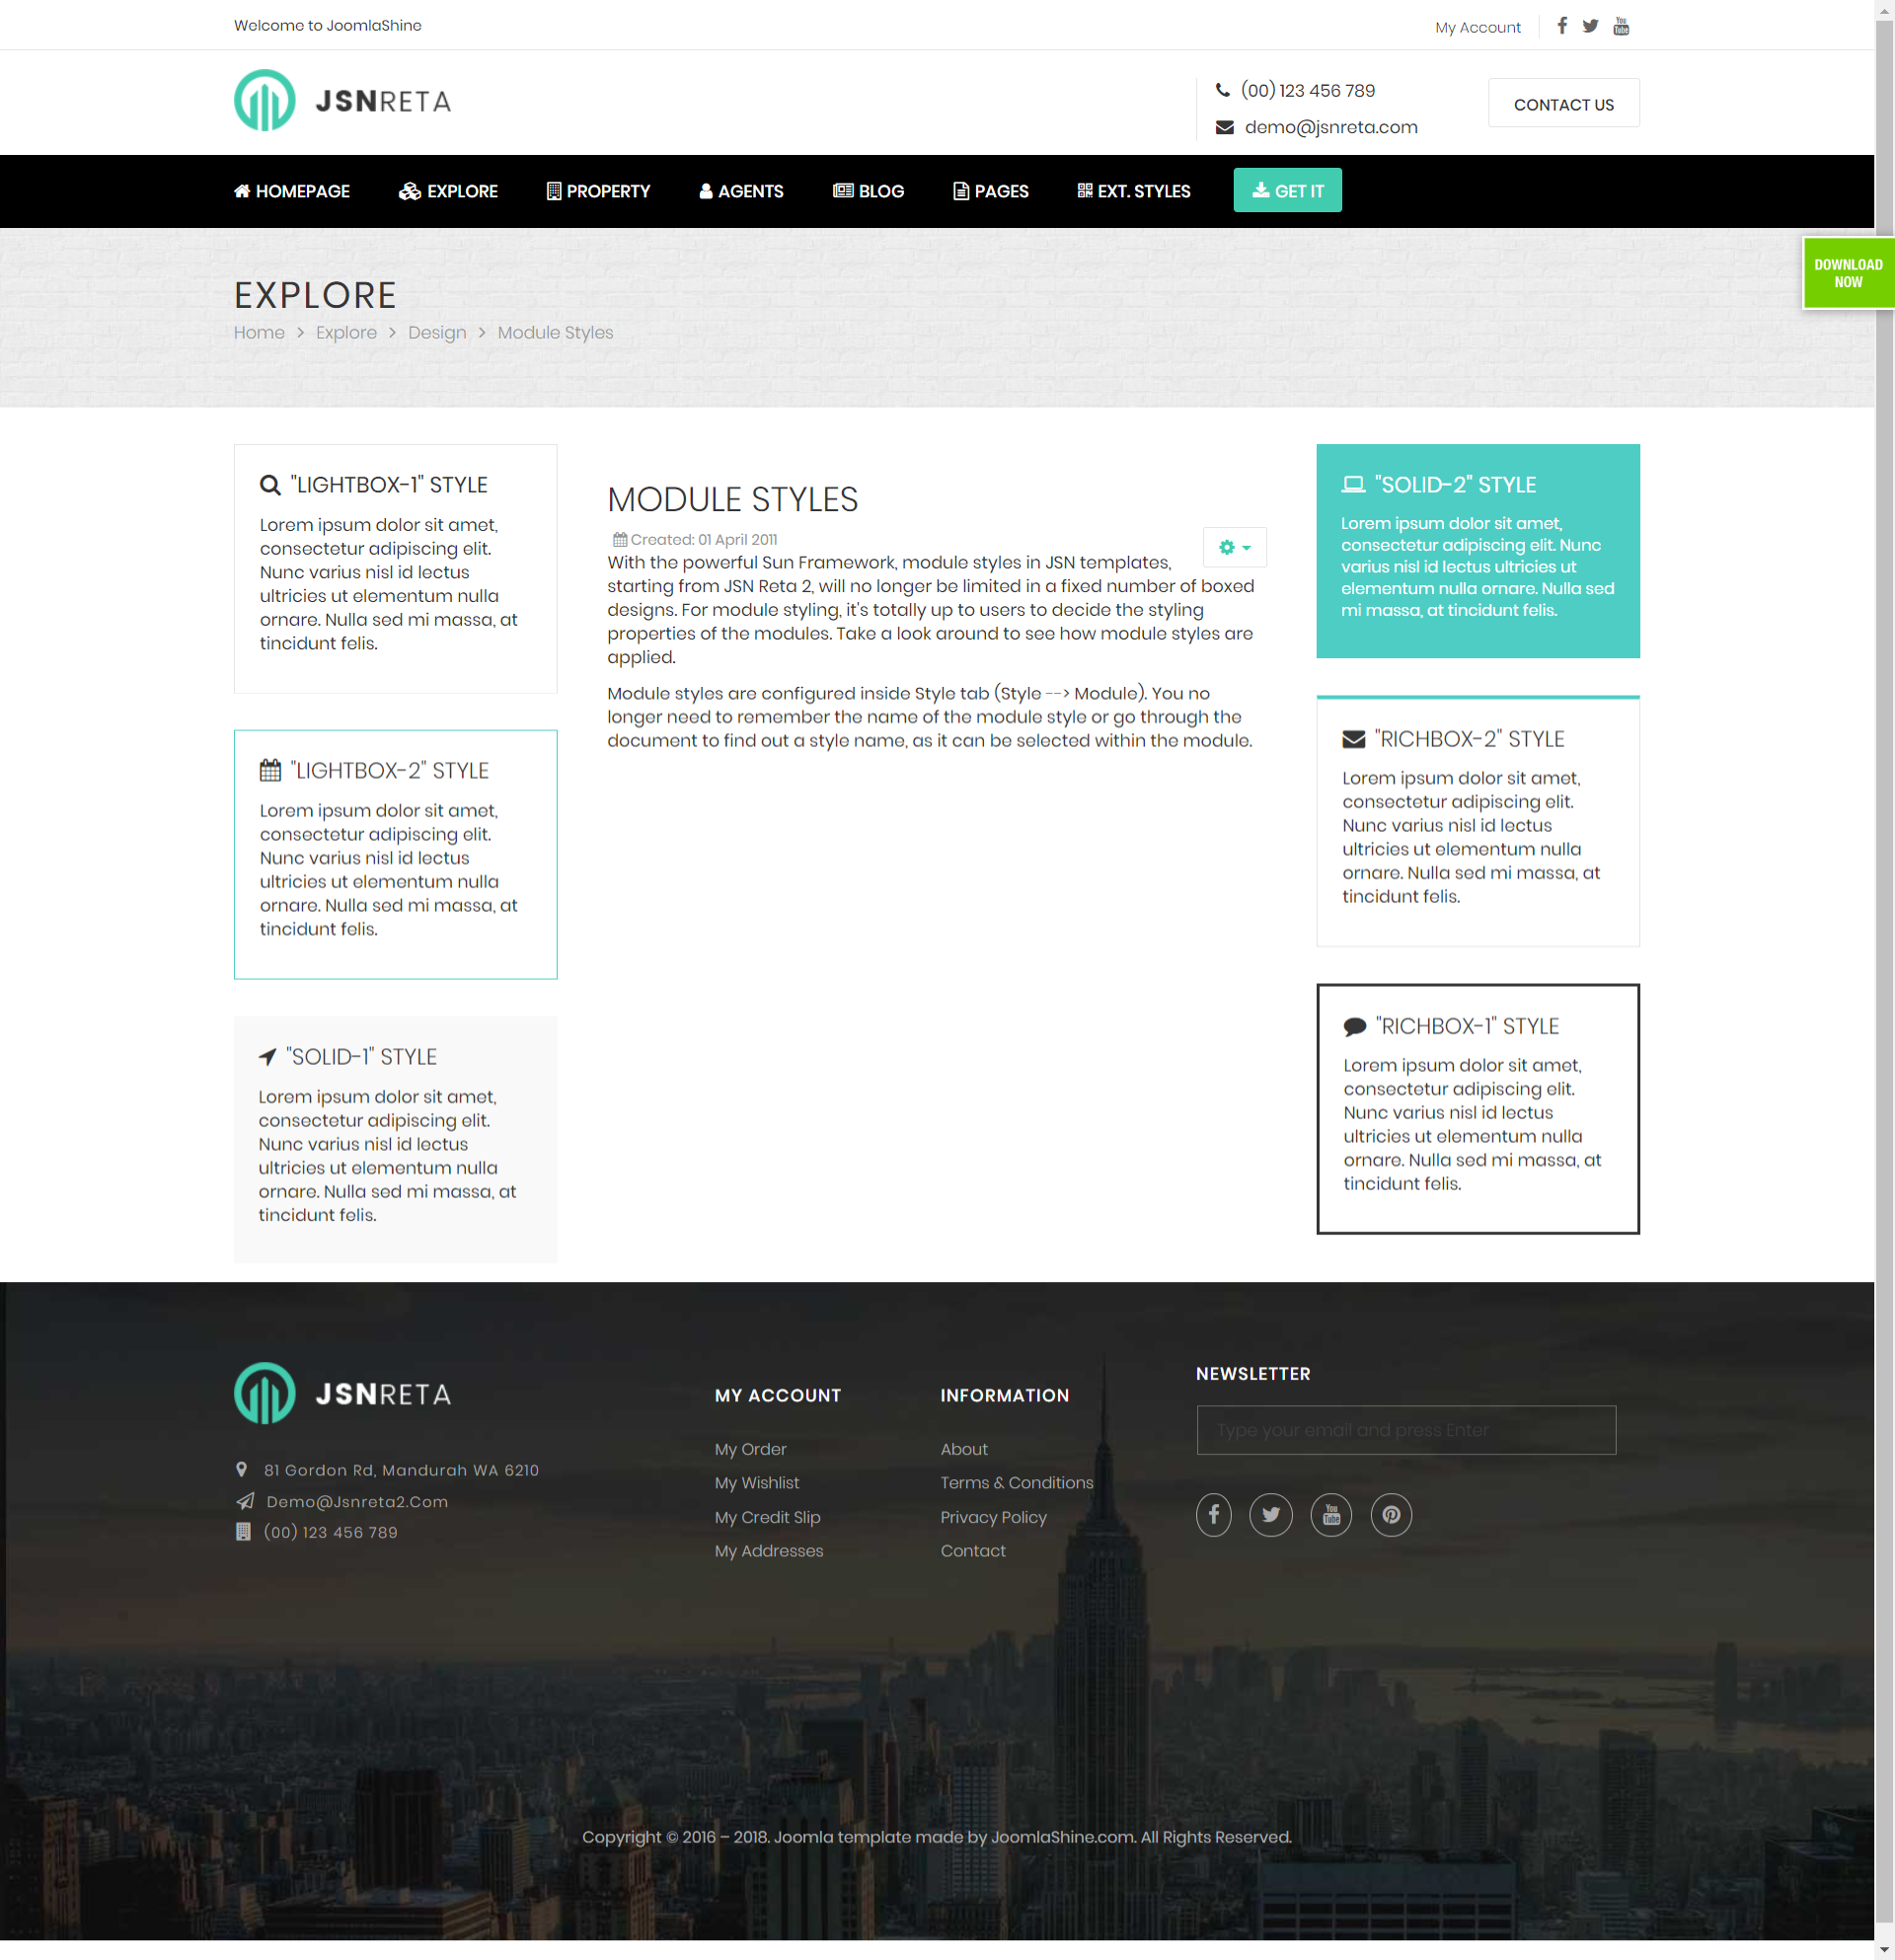 Welcome to JoomlaShine
My Account
JSNRETA
(00) 123 456 789
demo@jsnreta.com
CONTACT US
HOMEPAGE
EXPLORE
PROPERTY
AGENTS
BLOG
PAGES
EXT. STYLES
GET IT
DOWNLOAD
NOW
EXPLORE
Home > Explore > Design > Module Styles
"LIGHTBOX-1" STYLE
Lorem ipsum dolor sit amet,
consectetur adipiscing elit.
Nunc varius nisl id lectus
ultricies ut elementum nulla
ornare. Nulla sed mi massa, at
tincidunt felis.
"LIGHTBOX-2" STYLE
Lorem ipsum dolor sit amet,
consectetur adipiscing elit.
Nunc varius nisl id lectus
ultricies ut elementum nulla
ornare. Nulla sed mi massa, at
tincidunt felis.
"SOLID-1" STYLE
Lorem ipsum dolor sit amet,
consectetur adipiscing elit.
Nunc varius nisl id lectus
ultricies ut elementum nulla
ornare. Nulla sed mi massa, at
tincidunt felis.
MODULE STYLES
Created: 01 April 2011
With the powerful Sun Framework, module styles in JSN templates,
starting from JSN Reta 2, will no longer be limited in a fixed number of boxed
designs. For module styling, it's totally up to users to decide the styling
properties of the modules. Take a look around to see how module styles are
applied.
Module styles are configured inside Style tab (Style --> Module). You no
longer need to remember the name of the module style or go through the
document to find out a style name, as it can be selected within the module.
"SOLID-2" STYLE
Lorem ipsum dolor sit amet,
consectetur adipiscing elit. Nunc
varius nisl id lectus ultricies ut
elementum nulla ornare. Nulla sed
mi massa, at tincidunt felis.
"RICHBOX-2" STYLE
Lorem ipsum dolor sit amet,
consectetur adipiscing elit.
Nunc varius nisl id lectus
ultricies ut elementum nulla
ornare. Nulla sed mi massa, at
tincidunt felis.
"RICHBOX-1" STYLE
Lorem ipsum dolor sit amet,
consectetur adipiscing elit.
Nunc varius nisl id lectus
ultricies ut elementum nulla
ornare. Nulla sed mi massa, at
tincidunt felis.
JSNRETA
81 Gordon Rd, Mandurah WA 6210
Demo@Jsnreta2.Com
(00) 123 456 789
MY ACCOUNT
My Order
My Wishlist
My Credit Slip
My Addresses
INFORMATION
About
Terms & Conditions
Privacy Policy
Contact
NEWSLETTER
Type your email and press Enter
Copyright © 2016 – 2018. Joomla template made by JoomlaShine.com. All Rights Reserved.